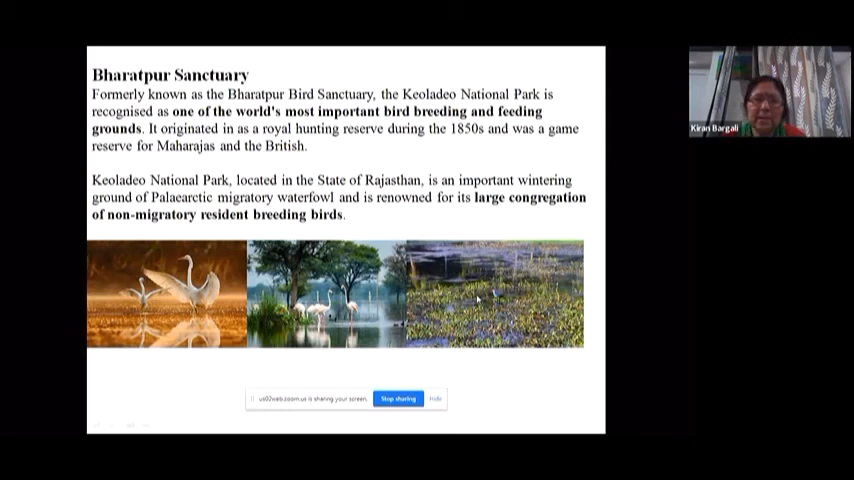 Bharatpur Sanctuary
Formerly known as the Bharatpur Bird Sanctuary, the Keoladeo National Park is
recognised as one of the world's most important bird breeding and feeding
grounds. It originated in as a royal hunting reserve during the 1850s and was a game
reserve for Maharajas and the British.
Keoladeo National Park, located in the State of Rajasthan, is an important wintering
ground of Palaearctic migratory waterfowl and is renowned for its large congregation
of non-migratory resident breeding birds.
us02web.zoom.us is sharing your screen.
Stop sharing
Hide
Kiran Bargali